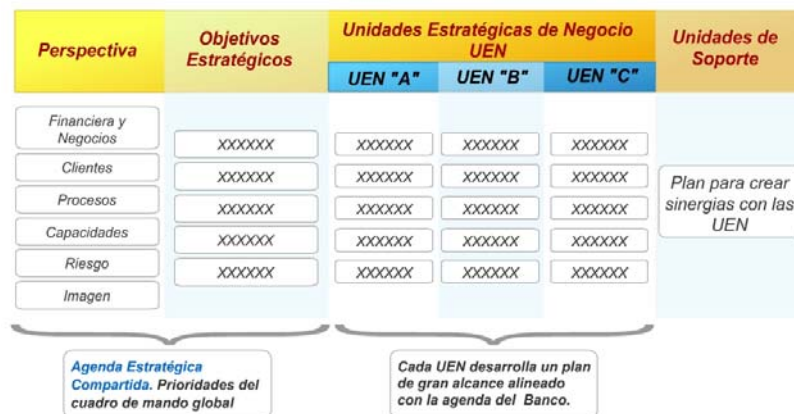 Perspectiva
Objetivos
Estratégicos
Unidades Estratégicas de Negocio
UEN
Unidades de
Soporte
UEN "A"
UEN "B"
UEN "C"
Financiera y
Negocios
Clientes
Procesos
Capacidades
Riesgo
Imagen
XXXXXX
XXXXXX
XXXXXX
XXXXXX
XXXXXX
XXXXXX XXXXXX XXXXXX
XXXXXX XXXXXX XXXXXX
XXXXXX XXXXXX XXXXXX
XXXXXX XXXXXX XXXXXX
XXXXXX XXXXXX XXXXXX
Plan para crear
sinergias con las
UEN
Agenda Estratégica
Compartida. Prioridades del
cuadro de mando global
Cada UEN desarrolla un plan
de gran alcance alineado
con la agenda del Banco.